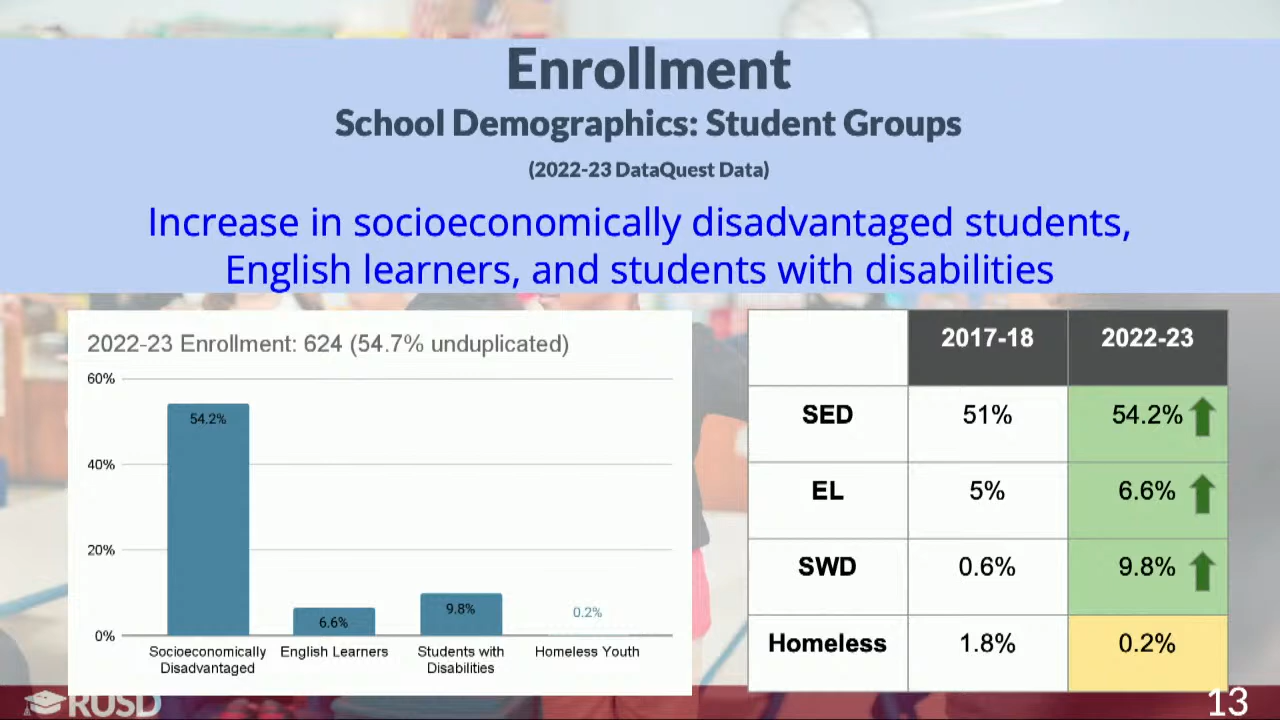 Enrollment
School Demographics: Student Groups
(2022-23 DataQuest Data)
Increase in socioeconomically disadvantaged students,
English learners, and students with disabilities
2022-23 Enrollment: 624 (54.7% unduplicated)
60%
40%
20%
0%
54.2%
6.6%
9.8%
0.2%
Socioeconomically
Disadvantaged
English Learners
Students with
Disabilities
Homeless Youth
2017-18 2022-23
SED 51% 54.2%
EL 5% 6.6%
SWD 0.6% 9.8%
Homeless 1.8% 0.2%
RUSD
13